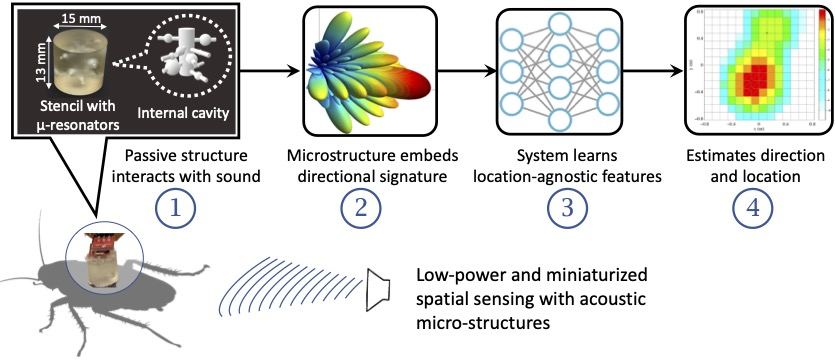 15 mm
13 mm
Stencil with
μ-resonators
Internal cavity
Passive structure
interacts with sound
1
Microstructure embeds
directional signature
2
System learns
location-agnostic features
3
Estimates direction
and location
4
Low-power and miniaturized
spatial sensing with acoustic
micro-structures